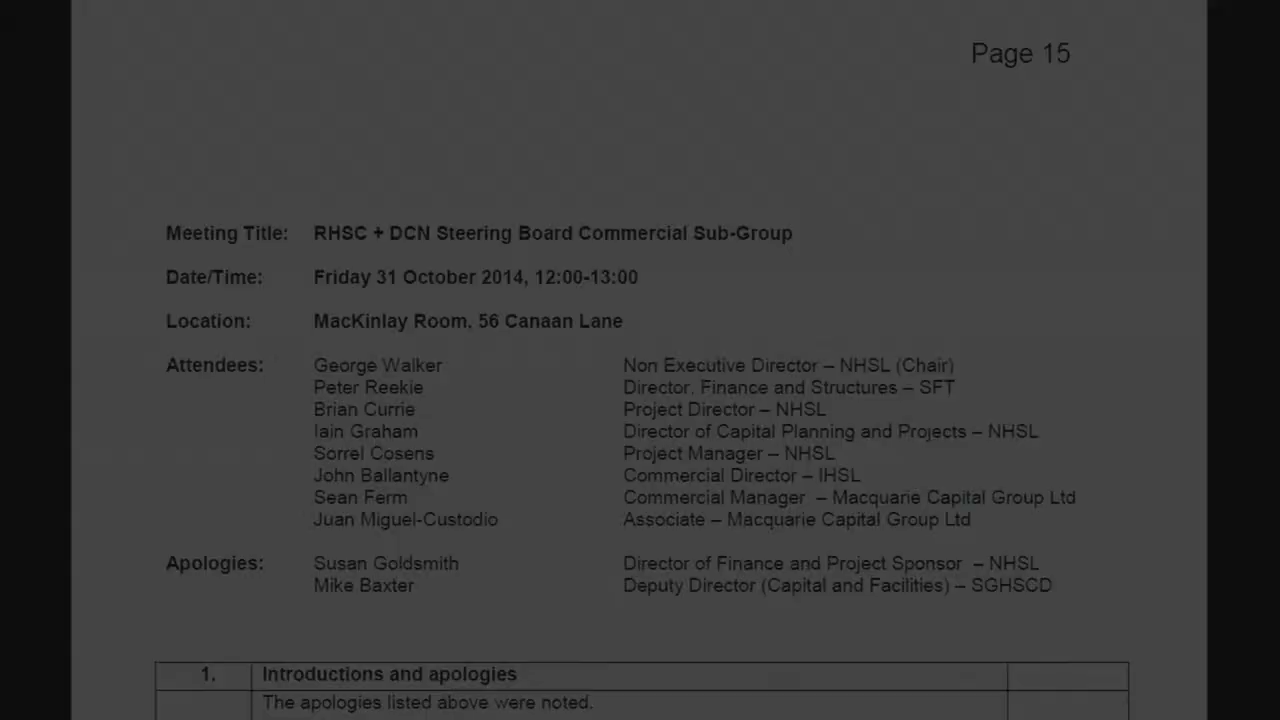 Page 15
Meeting Title: RHSC + DCN Steering Board Commercial Sub-Group
Date/Time: Friday 31 October 2014, 12:00-13:00
Location: MacKinlay Room, 56 Canaan Lane
Attendees: George Walker Non Executive Director – NHSL (Chair)
Peter Reekie Director, Finance and Structures – SFT
Brian Currie Project Director – NHSL
Iain Graham Director of Capital Planning and Projects – NHSL
Sorrel Cosens Project Manager – NHSL
John Ballantyne Commercial Director – IHSL
Sean Ferm Commercial Manager – Macquarie Capital Group Ltd
Juan Miguel-Custodio Associate – Macquarie Capital Group Ltd
Apologies: Susan Goldsmith Director of Finance and Project Sponsor – NHSL
Mike Baxter Deputy Director (Capital and Facilities) – SGHSCD
1. Introductions and apologies
The apologies listed above were noted.